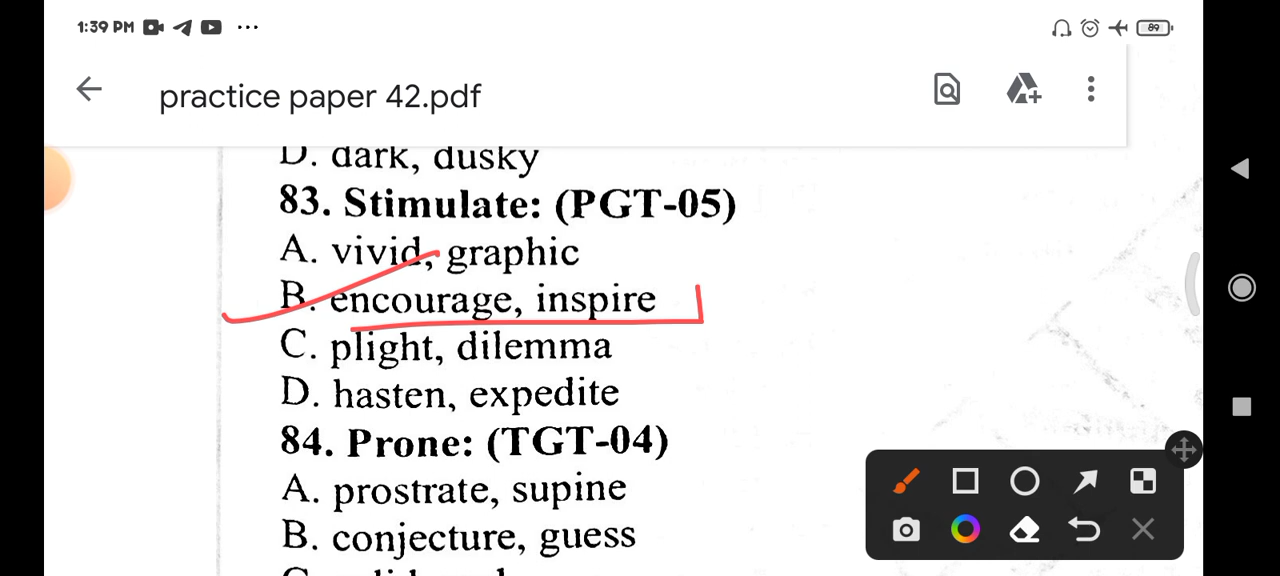 1:39 PM
89
practice paper 42.pdf
D. dark, dusky
83. Stimulate: (PGT-05)
A. vivid, graphic
B. encourage, inspire
C. plight, dilemma
D. hasten, expedite
84. Prone: (TGT-04)
A. prostrate, supine
B. conjecture, guess